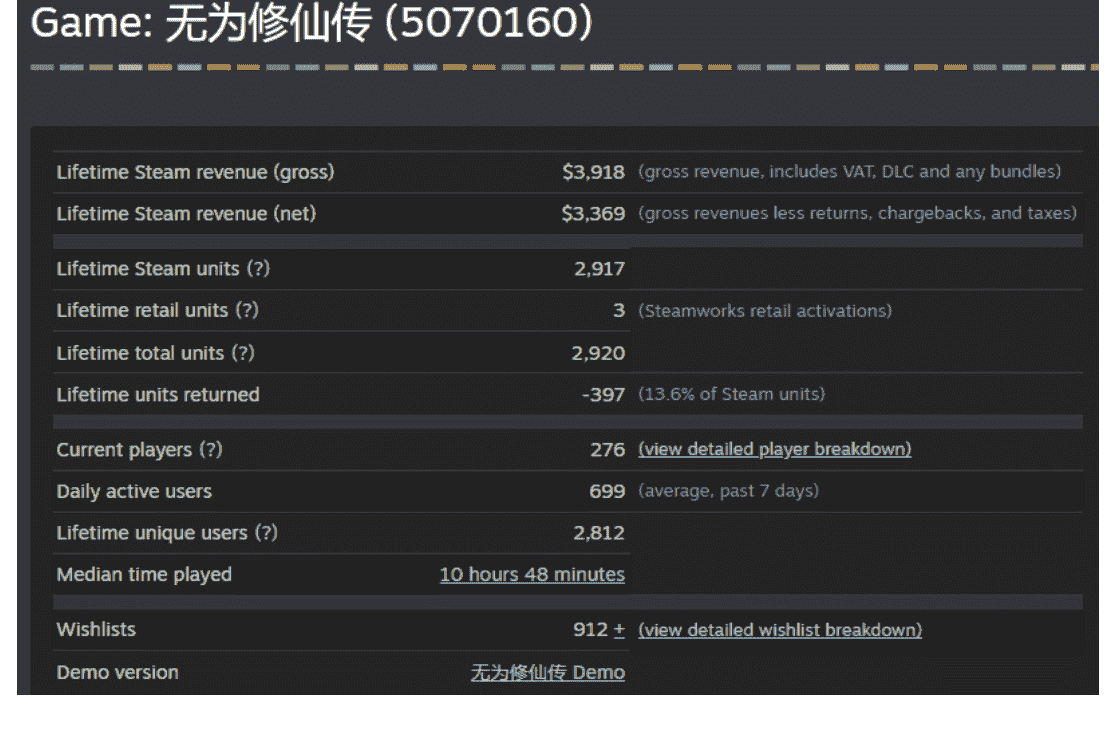 Game: 无为修仙传 (5070160)
Lifetime Steam revenue (gross) $3,918 (gross revenue, includes VAT, DLC and any bundles)
Lifetime Steam revenue (net) $3,369 (gross revenues less returns, chargebacks, and taxes)
Lifetime Steam units (?) 2,917
Lifetime retail units (?) 3 (Steamworks retail activations)
Lifetime total units (?) 2,920
Lifetime units returned -397 (13.6% of Steam units)
Current players (?) 276 (view detailed player breakdown)
Daily active users 699 (average, past 7 days)
Lifetime unique users (?) 2,812
Median time played 10 hours 48 minutes
Wishlists 912 + (view detailed wishlist breakdown)
Demo version 无为修仙传 Demo